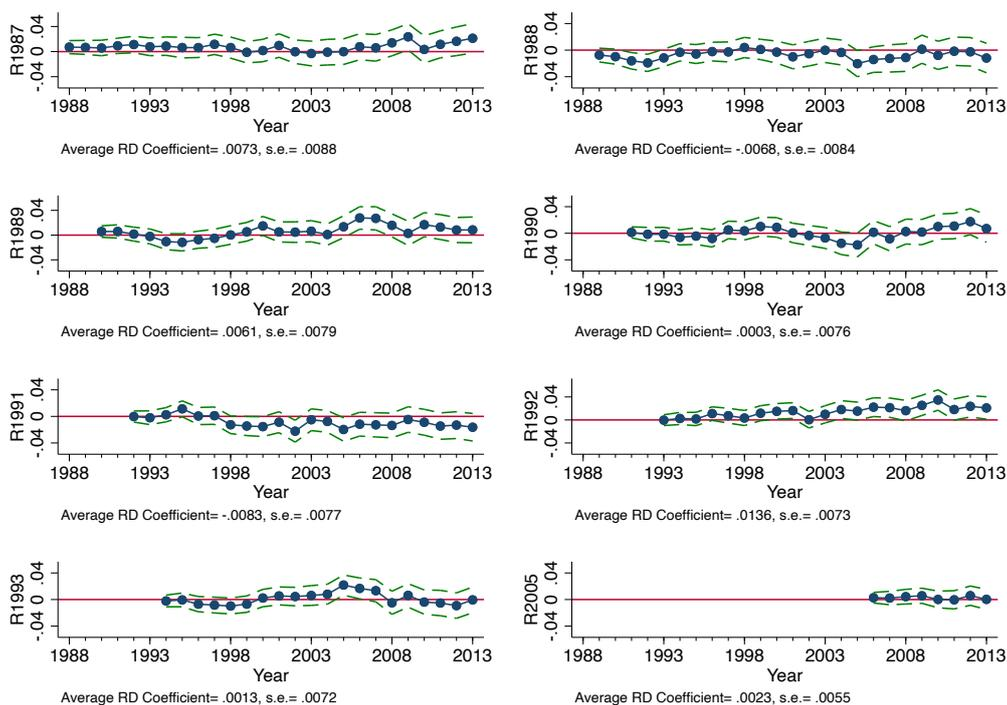 R1987
.04
0
-.04
1988 1993 1998 2003 2008 2013
Year
Average RD Coefficient= .0073, s.e.= .0088
R1988
.04
0
-.04
1988 1993 1998 2003 2008 2013
Year
Average RD Coefficient= -.0068, s.e.= .0084
R1989
.04
0
-.04
1988 1993 1998 2003 2008 2013
Year
Average RD Coefficient= .0061, s.e.= .0079
R1990
.04
0
-.04
1988 1993 1998 2003 2008 2013
Year
Average RD Coefficient= .0003, s.e.= .0076
R1991
.04
0
-.04
1988 1993 1998 2003 2008 2013
Year
Average RD Coefficient= -.0083, s.e.= .0077
R1992
.04
0
-.04
1988 1993 1998 2003 2008 2013
Year
Average RD Coefficient= .0136, s.e.= .0073
R1993
.04
0
-.04
1988 1993 1998 2003 2008 2013
Year
Average RD Coefficient= .0013, s.e.= .0072
R2005
.04
0
-.04
1988 1993 1998 2003 2008 2013
Year
Average RD Coefficient= .0023, s.e.= .0055